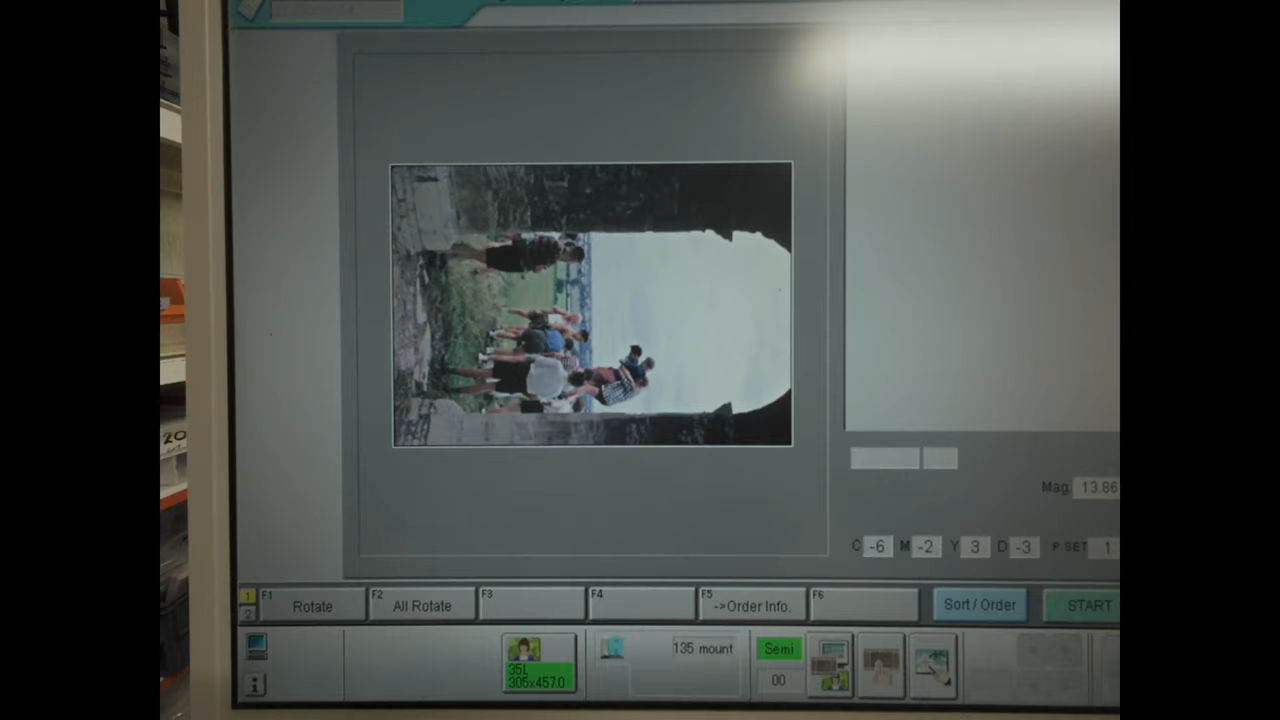 20
Mag. 13.86
C -6 M -2 Y 3 D -3 P.SET 1
1 F1 Rotate F2 All Rotate F3 F4 F5 ->Order Info. F6 Sort / Order START
2
135 mount Semi
35L
305x457.0 00